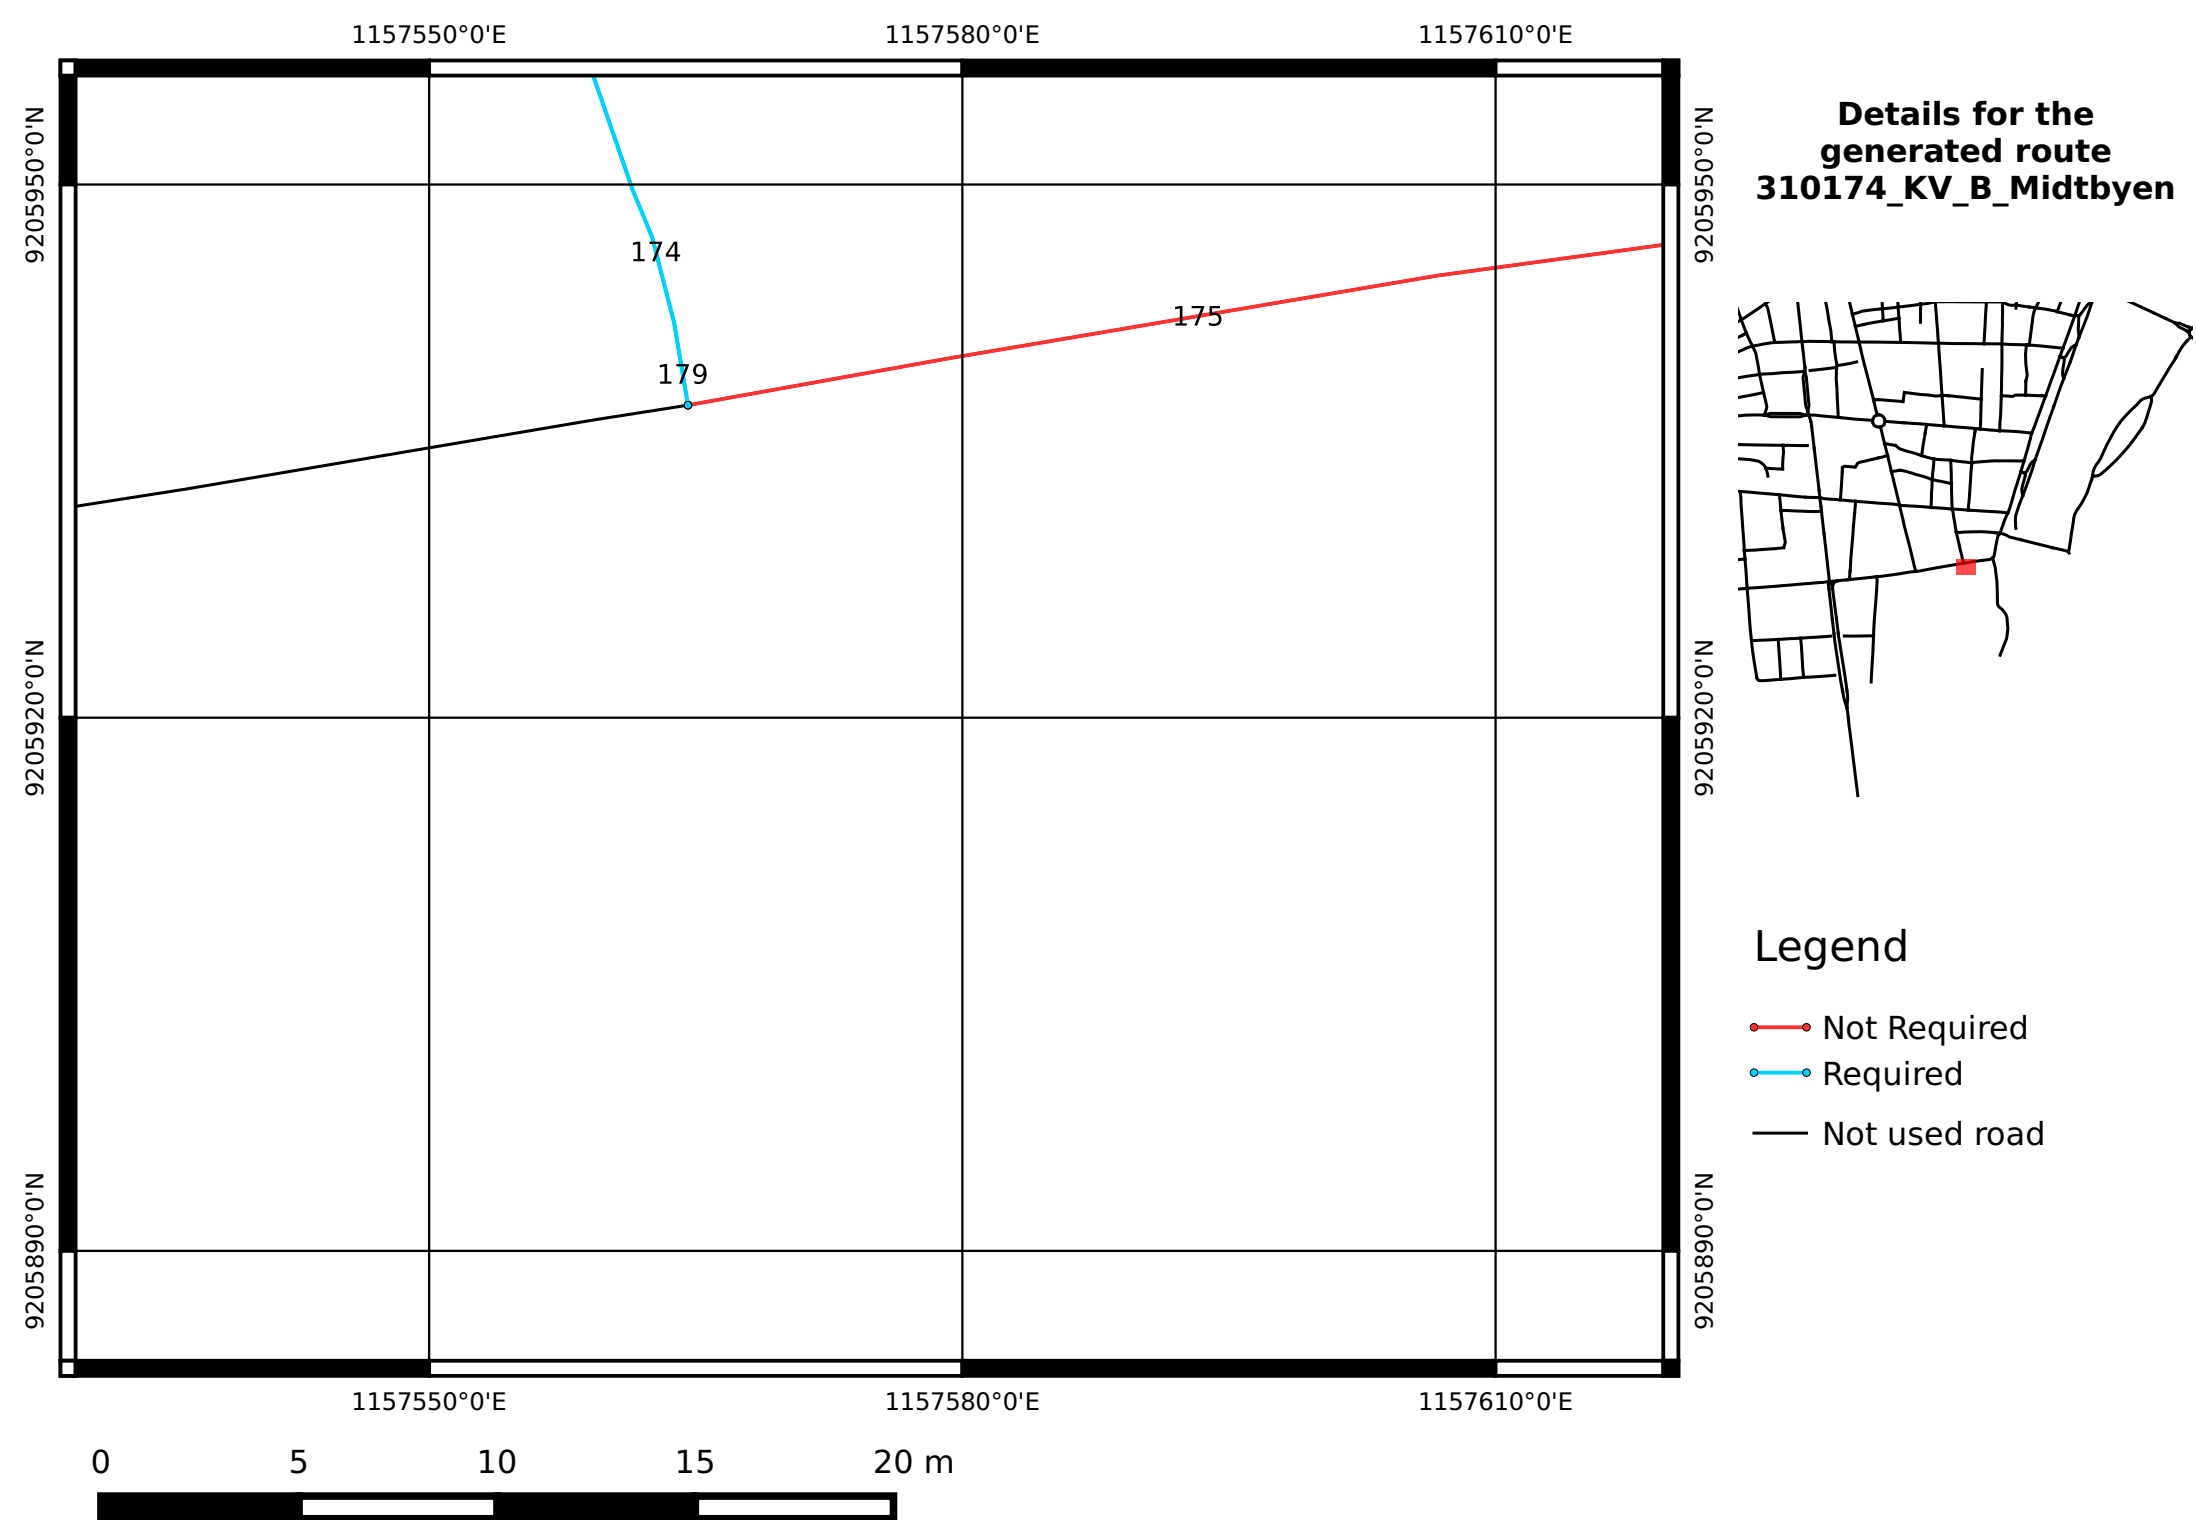 1157550°0'E 1157580°0'E 1157610°0'E
9205950°0'N
9205950°0'N
Details for the
generated route
310174_KV_B_Midtbyen
174
175
179
9205920°0'N
9205920°0'N
Legend
Not Required
Required
Not used road
9205890°0'N
9205890°0'N
1157550°0'E 1157580°0'E 1157610°0'E
0 5 10 15 20 m